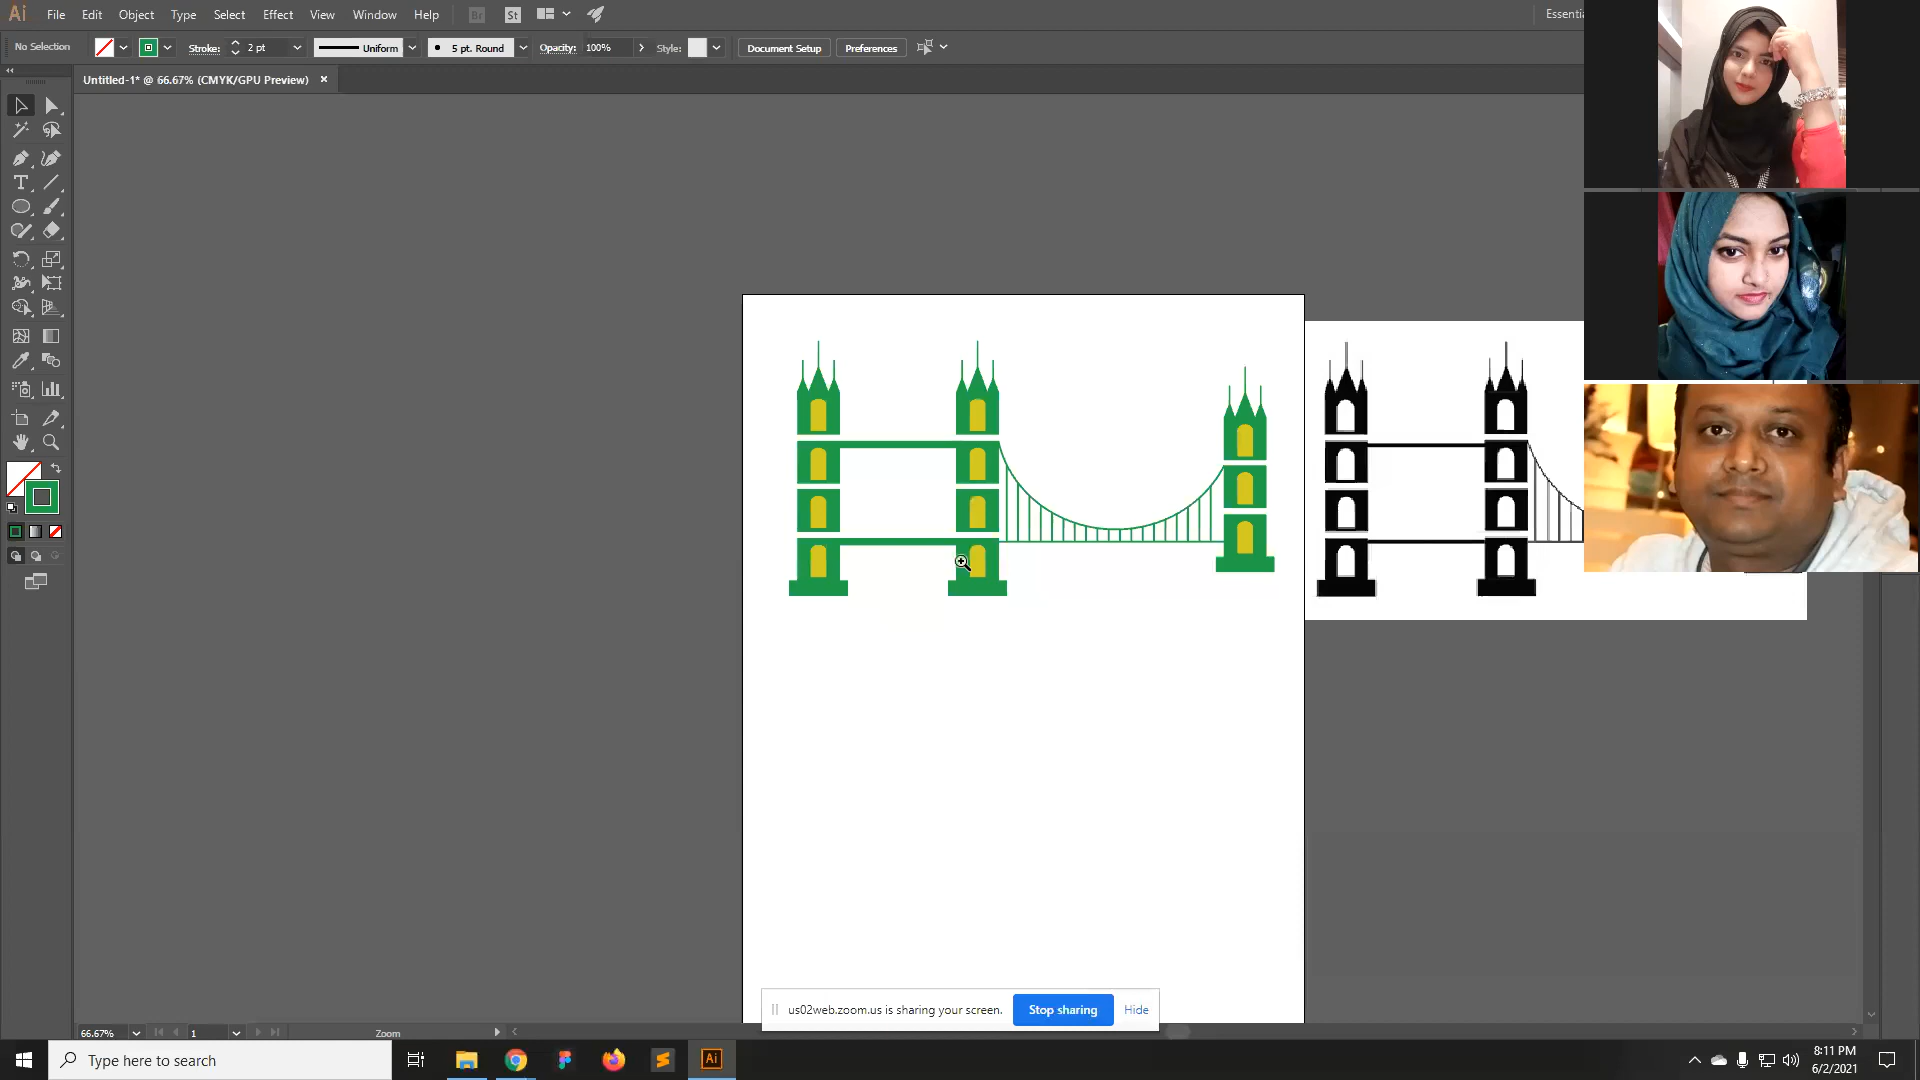 Ai File Edit Object Type Select Effect View Window Help Br St
No Selection Stroke: 2 pt Uniform 5 pt. Round Opacity: 100% Style: Document Setup Preferences
Untitled-1* @ 66.67% (CMYK/GPU Preview)
us02web.zoom.us is sharing your screen. Stop sharing Hide
66.67% 1 Zoom
Type here to search Ai
8:11 PM
6/2/2021